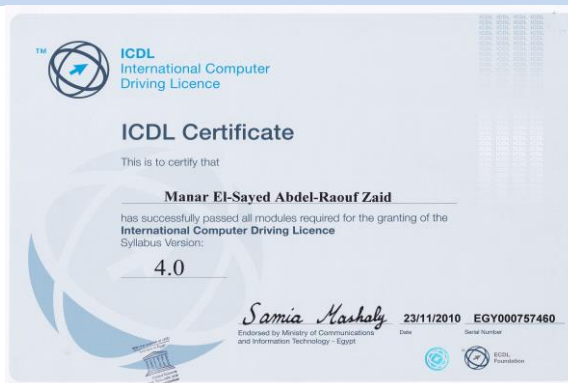 TM
ICDL
International Computer
Driving Licence
ICDL Certificate
This is to certify that
Manar El-Sayed Abdel-Raouf Zaid
has successfully passed all modules required for the granting of the
International Computer Driving Licence
Syllabus Version:
4.0
Samia Mashaly
23/11/2010 EGY000757460
Endorsed by Ministry of Communications
and Information Technology - Egypt
Date
Serial Number
ECDL
Foundation